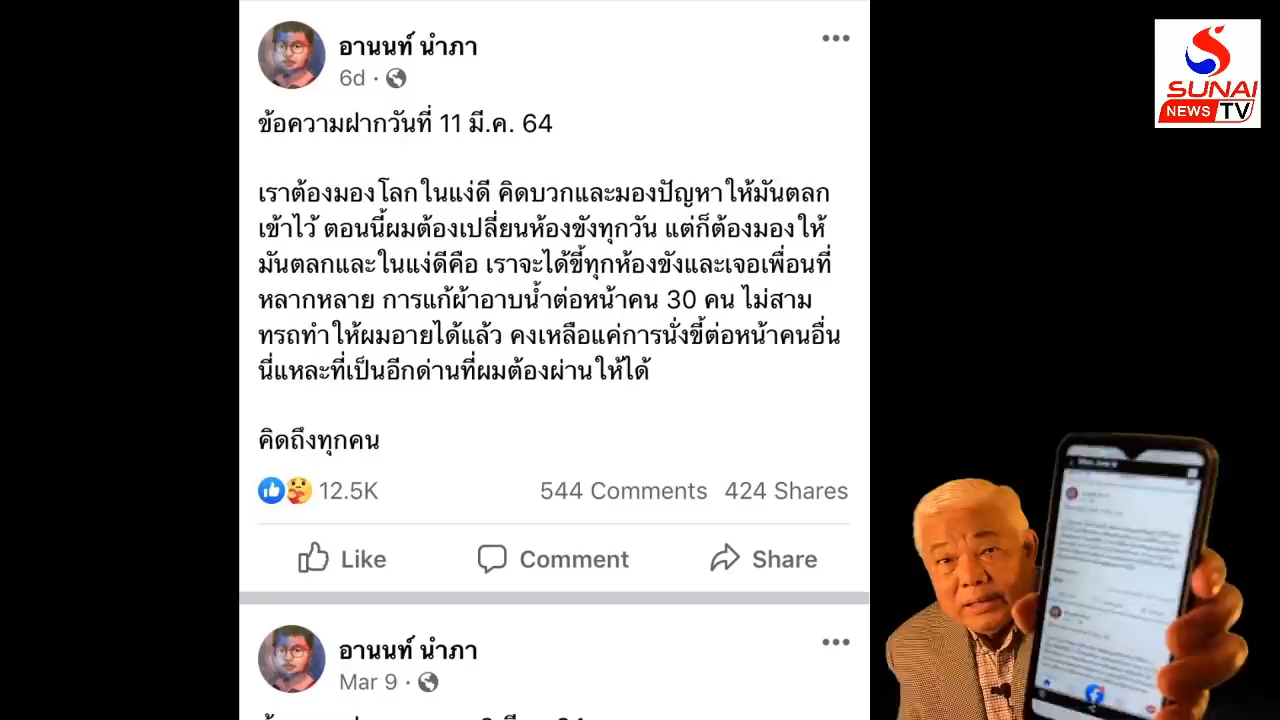 อานนท์ นำภา
6d ·
ข้อความฝากวันที่ 11 มี.ค. 64
เราต้องมองโลกในแง่ดี คิดบวกและมองปัญหาให้มันตลก
เข้าไว้ ตอนนี้ผมต้องเปลี่ยนห้องขังทุกวัน แต่ก็ต้องมองให้
มันตลกและในแง่ดีคือ เราจะได้ขี้ทุกห้องขังและเจอเพื่อนที่
หลากหลาย การแก้ผ้าอาบน้ำต่อหน้าคน 30 คน ไม่สาม
ทรถทำให้ผมอายได้แล้ว คงเหลือแค่การนั่งขี้ต่อหน้าคนอื่น
นี่แหละที่เป็นอีกด่านที่ผมต้องผ่านให้ได้
คิดถึงทุกคน
12.5K 544 Comments 424 Shares
Like Comment Share
อานนท์ นำภา
Mar 9 ·
SUNAI
NEWS TV